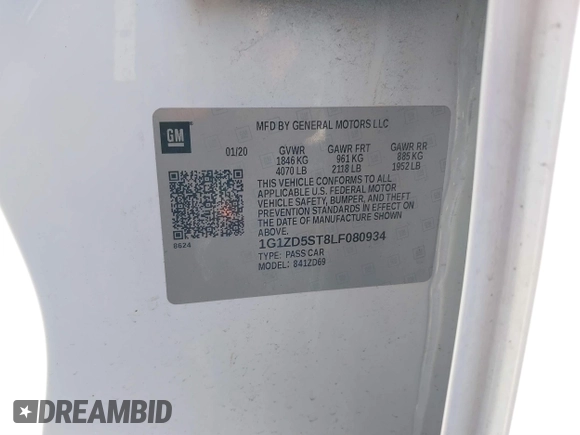 GM
MFD BY GENERAL MOTORS LLC
01/20 GVWR GAWR FRT GAWR RR
1846 KG 961 KG 885 KG
4070 LB 2118 LB 1952 LB
THIS VEHICLE CONFORMS TO ALL
APPLICABLE U.S. FEDERAL MOTOR
VEHICLE SAFETY, BUMPER, AND THEFT
PREVENTION STANDARDS IN EFFECT ON
THE DATE OF MANUFACTURE SHOWN
ABOVE.
8624
1G1ZD5ST8LF080934
TYPE: PASS CAR
MODEL: 841ZD69
DREAMBID